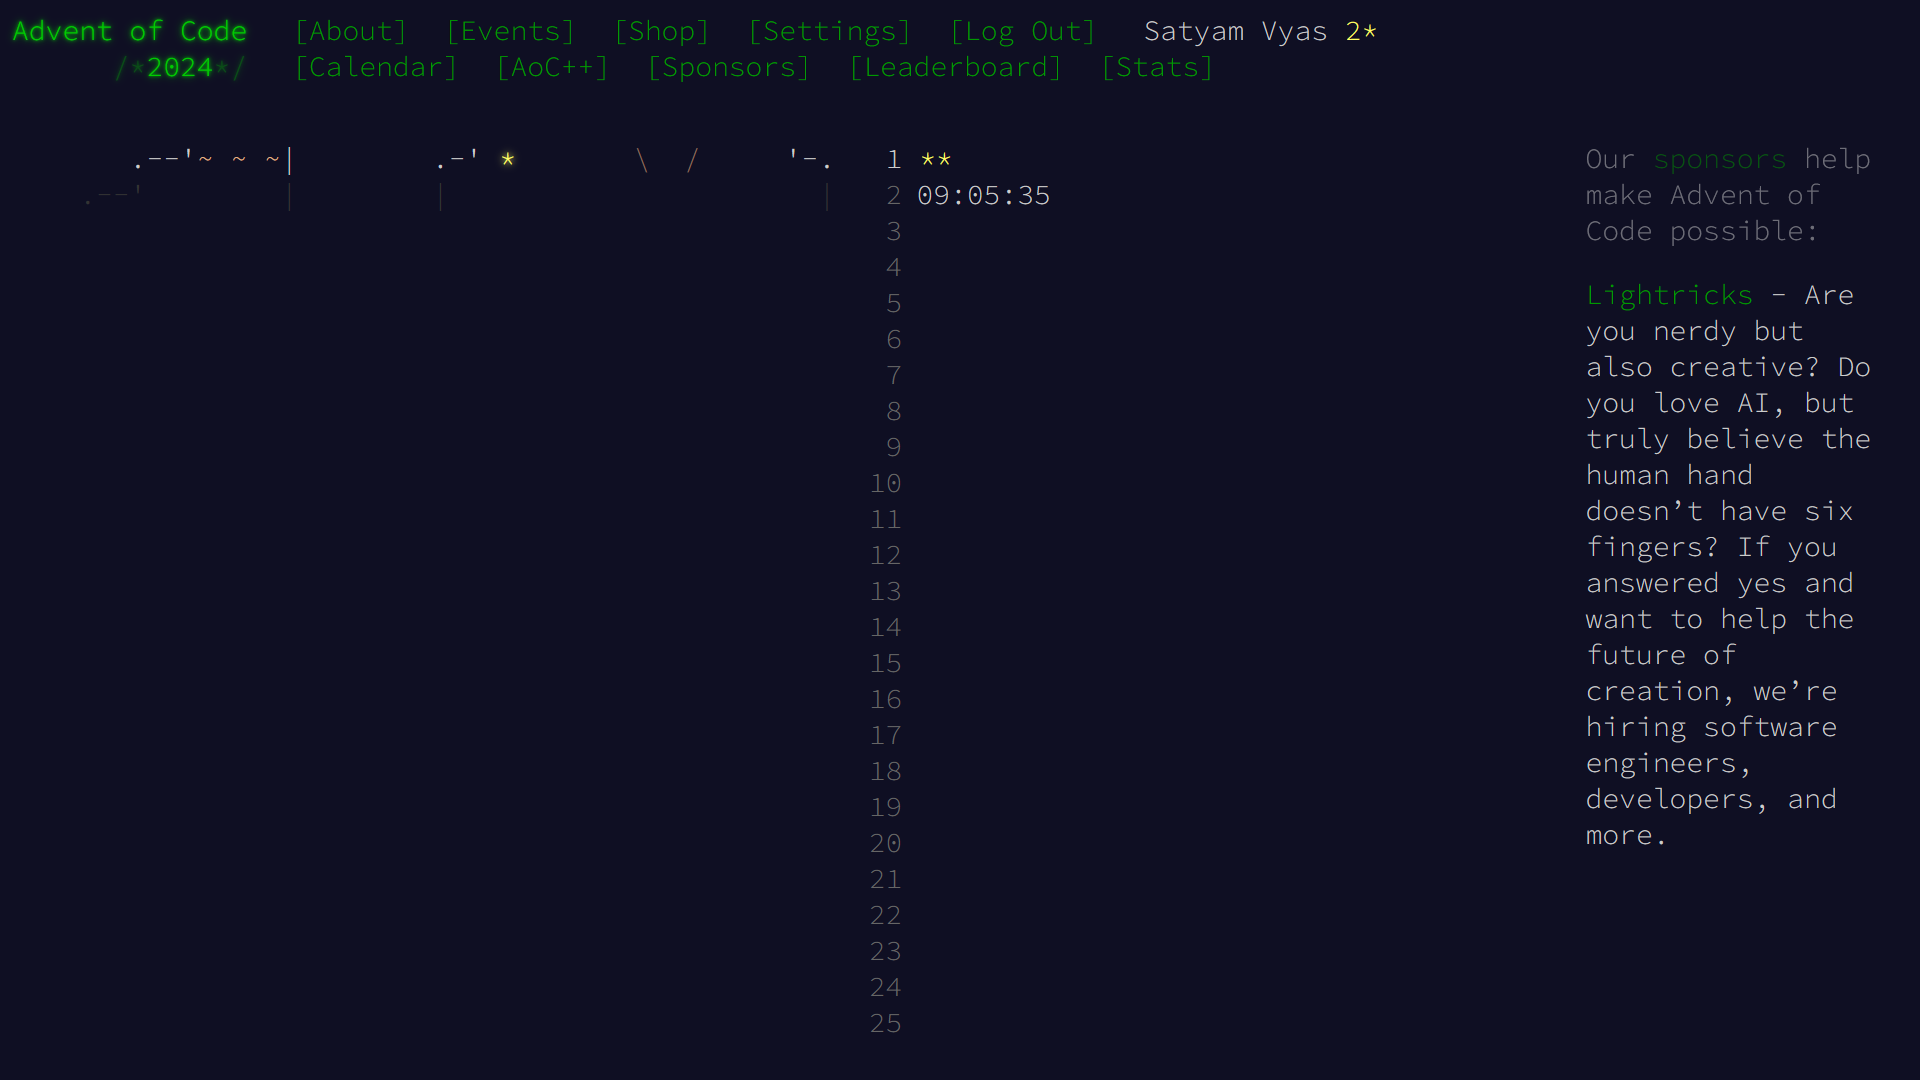 Advent of Code [About] [Events] [Shop] [Settings] [Log Out] Satyam Vyas 2*
/*2024*/ [Calendar] [AoC++] [Sponsors] [Leaderboard] [Stats]
.--'~ ~ ~| .-' * \ / '-. 1 **
.--' | | | 2 09:05:35
3
4
5
6
7
8
9
10
11
12
13
14
15
16
17
18
19
20
21
22
23
24
25
Our sponsors help
make Advent of
Code possible:
Lightricks - Are
you nerdy but
also creative? Do
you love AI, but
truly believe the
human hand
doesn’t have six
fingers? If you
answered yes and
want to help the
future of
creation, we’re
hiring software
engineers,
developers, and
more.